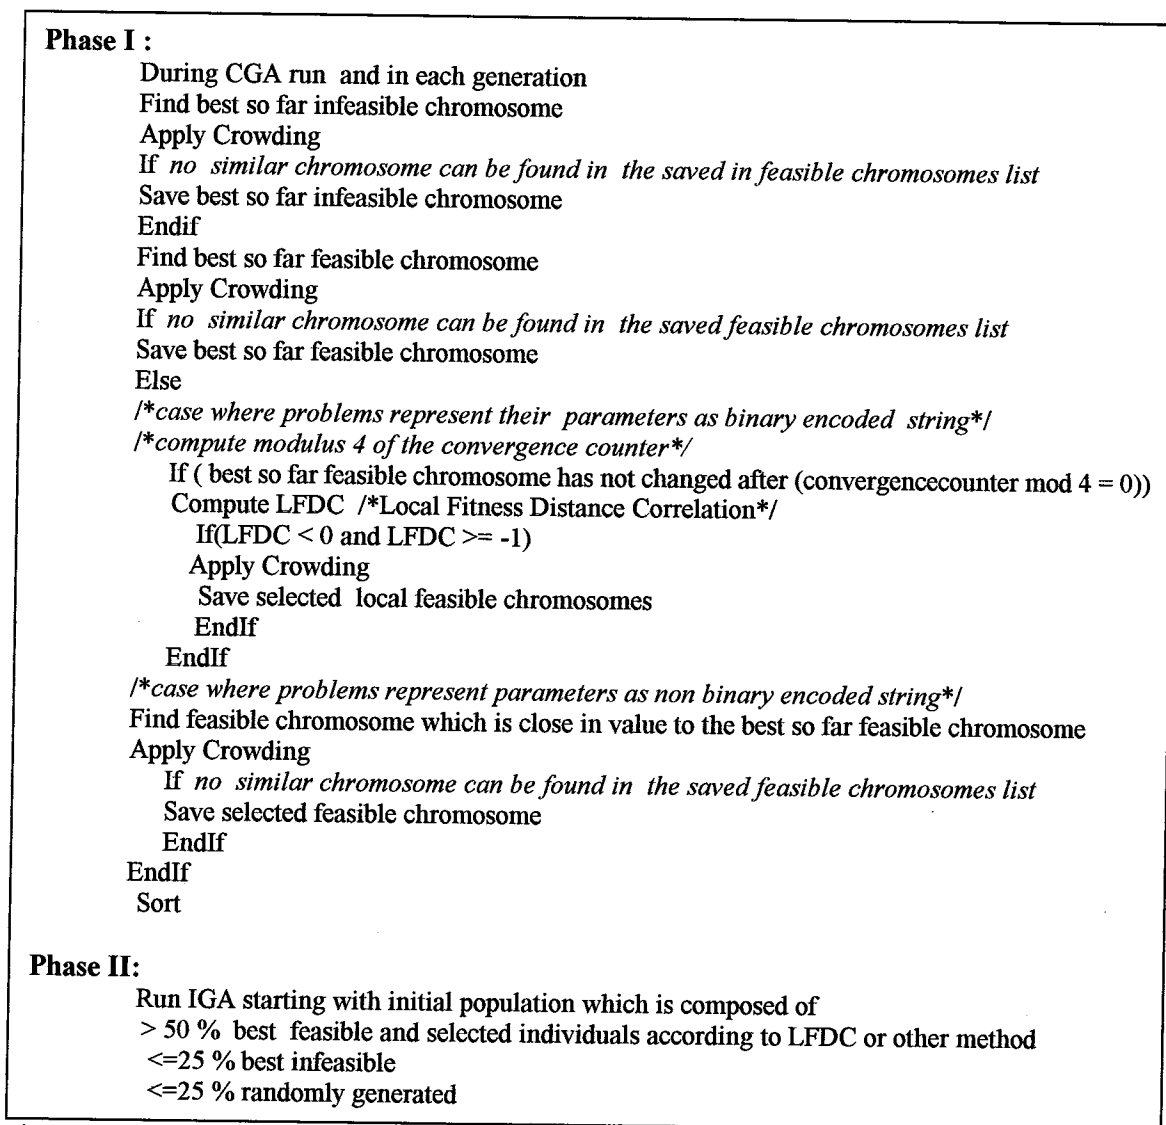 Phase I :
During CGA run and in each generation
Find best so far infeasible chromosome
Apply Crowding
If no similar chromosome can be found in the saved in feasible chromosomes list
Save best so far infeasible chromosome
Endif
Find best so far feasible chromosome
Apply Crowding
If no similar chromosome can be found in the saved feasible chromosomes list
Save best so far feasible chromosome
Else
/*case where problems represent their parameters as binary encoded string*/
/*compute modulus 4 of the convergence counter*/
If ( best so far feasible chromosome has not changed after (convergencecounter mod 4 = 0))
Compute LFDC /*Local Fitness Distance Correlation*/
If(LFDC < 0 and LFDC >= -1)
Apply Crowding
Save selected local feasible chromosomes
EndIf
EndIf
/*case where problems represent parameters as non binary encoded string*/
Find feasible chromosome which is close in value to the best so far feasible chromosome
Apply Crowding
If no similar chromosome can be found in the saved feasible chromosomes list
Save selected feasible chromosome
EndIf
EndIf
Sort
Phase II:
Run IGA starting with initial population which is composed of
> 50 % best feasible and selected individuals according to LFDC or other method
<=25 % best infeasible
<=25 % randomly generated